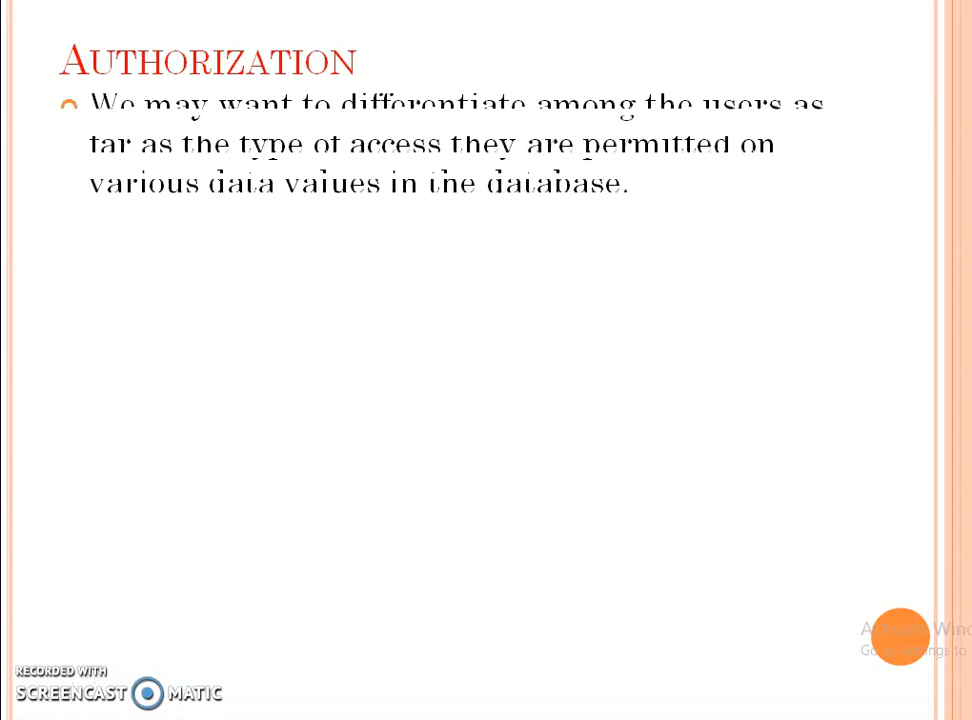 AUTHORIZATION
We may want to differentiate among the users as
far as the type of access they are permitted on
various data values in the database.
RECORDED WITH
SCREENCAST MATIC